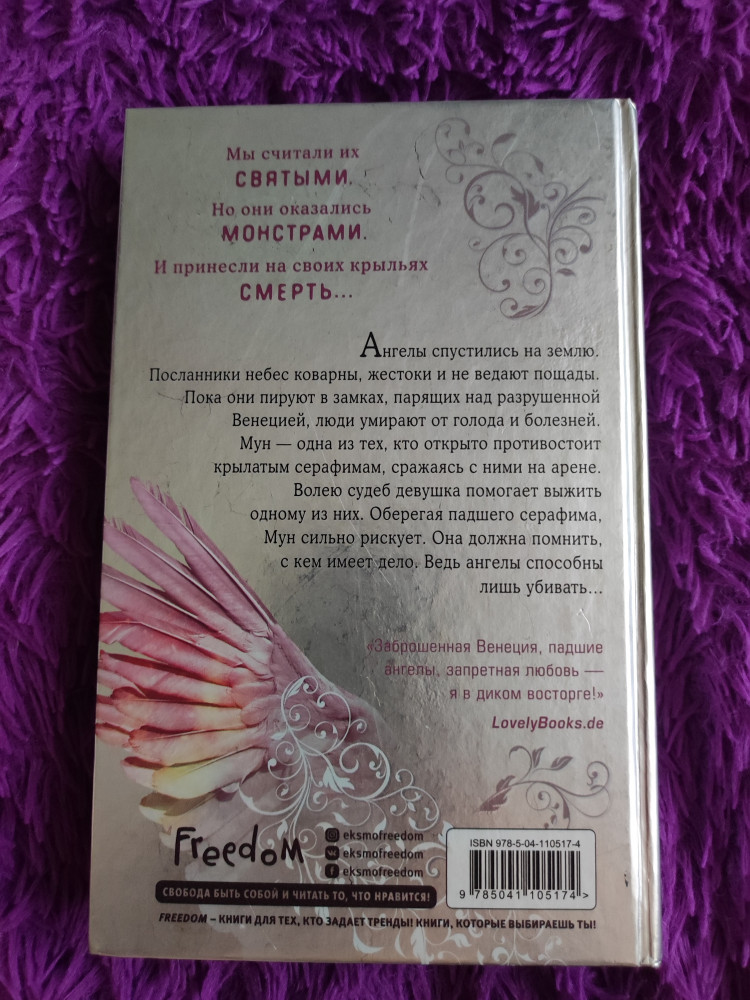 Мы считали их
СВЯТЫМИ.
Но они оказались
МОНСТРАМИ.
И принесли на своих крыльях
СМЕРТЬ...
Ангелы спустились на землю.
Посланники небес коварны, жестоки и не ведают пощады.
Пока они пируют в замках, парящих над разрушенной
Венецией, люди умирают от голода и болезней.
Мун — одна из тех, кто открыто противостоит
крылатым серафимам, сражаясь с ними на арене.
Волею судеб девушка помогает выжить
одному из них. Оберегая падшего серафима,
Мун сильно рискует. Она должна помнить,
с кем имеет дело. Ведь ангелы способны
лишь убивать...
«Заброшенная Венеция, падшие
ангелы, запретная любовь —
я в диком восторге!»
LovelyBooks.de
Freedom
eksmofreedom
eksmofreedom
eksmofreedom
СВОБОДА БЫТЬ СОБОЙ И ЧИТАТЬ ТО, ЧТО НРАВИТСЯ!
FREEDOM – КНИГИ ДЛЯ ТЕХ, КТО ЗАДАЕТ ТРЕНДЫ! КНИГИ, КОТОРЫЕ ВЫБИРАЕШЬ ТЫ!
ISBN 978-5-04-110517-4
9 785041 105174 >